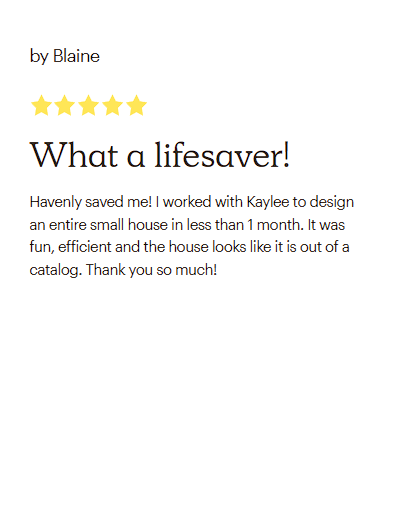 by Blaine
What a lifesaver!
Havenly saved me! I worked with Kaylee to design
an entire small house in less than 1 month. It was
fun, efficient and the house looks like it is out of a
catalog. Thank you so much!